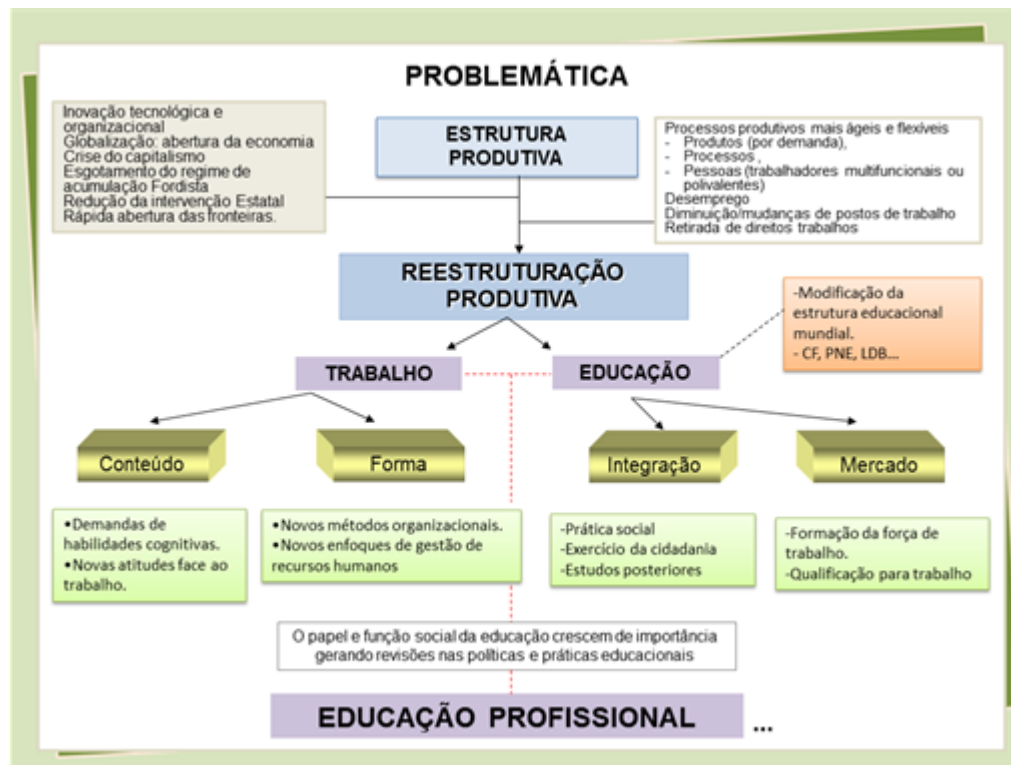 PROBLEMÁTICA
Inovação tecnológica e
organizacional
Globalização: abertura da economia
Crise do capitalismo
Esgotamento do regime de
acumulação Fordista
Redução da intervenção Estatal
Rápida abertura das fronteiras.
ESTRUTURA
PRODUTIVA
Processos produtivos mais ágeis e flexíveis
- Produtos (por demanda),
- Processos ,
- Pessoas (trabalhadores multifuncionais ou
polivalentes)
Desemprego
Diminuição/mudanças de postos de trabalho
Retirada de direitos trabalhos
REESTRUTURAÇÃO
PRODUTIVA
-Modificação da
estrutura educacional
mundial.
- CF, PNE, LDB...
TRABALHO
EDUCAÇÃO
Conteúdo
Forma
Integração
Mercado
•Demandas de
habilidades cognitivas.
•Novas atitudes face ao
trabalho.
•Novos métodos organizacionais.
•Novos enfoques de gestão de
recursos humanos
-Prática social
-Exercício da cidadania
-Estudos posteriores
-Formação da força de
trabalho.
-Qualificação para trabalho
O papel e função social da educação crescem de importância
gerando revisões nas políticas e práticas educacionais
EDUCAÇÃO PROFISSIONAL ...